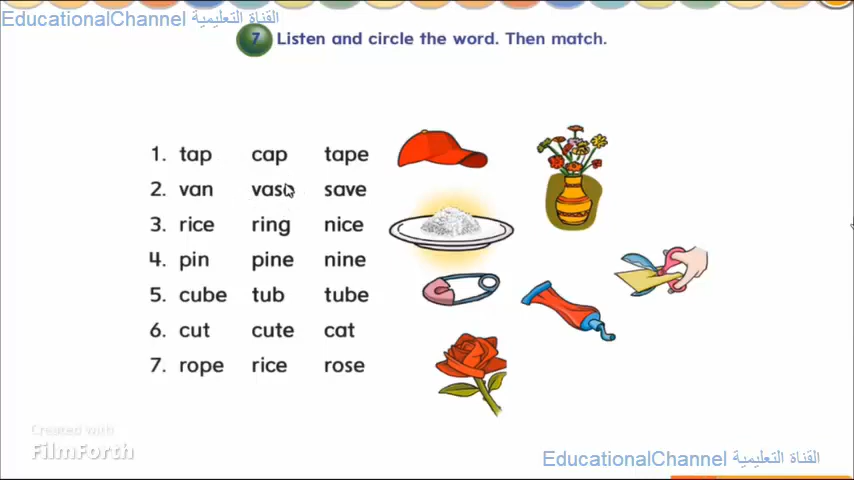 EducationalChannel القناة التعليمية
7 Listen and circle the word. Then match.
1. tap cap tape
2. van vase save
3. rice ring nice
4. pin pine nine
5. cube tub tube
6. cut cute cat
7. rope rice rose
Created with
FilmForth
EducationalChannel القناة التعليمية